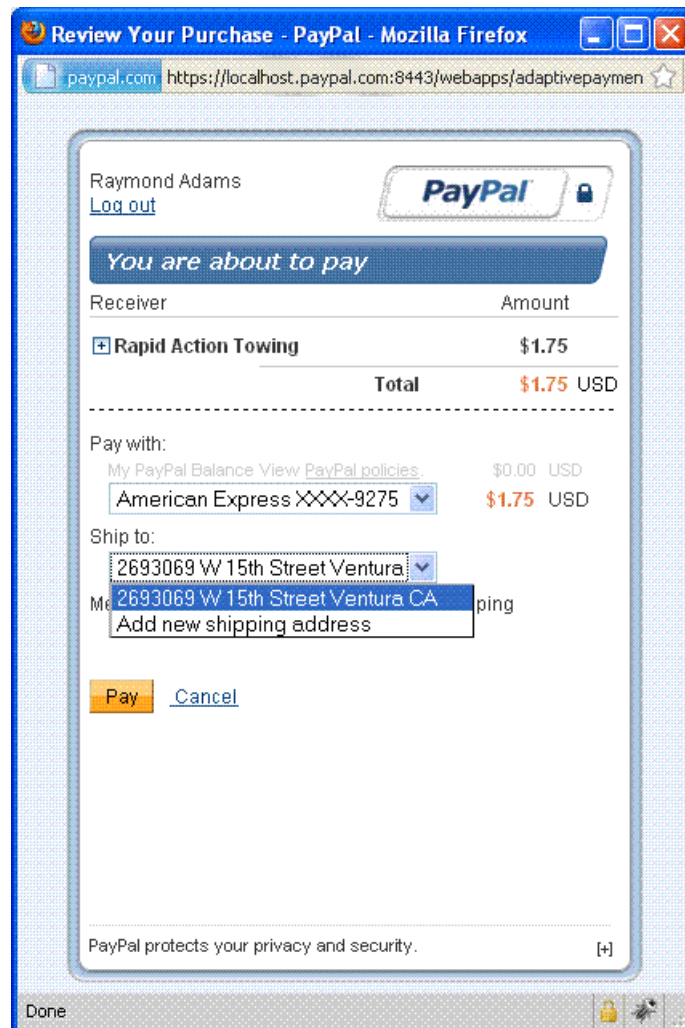 Review Your Purchase - PayPal - Mozilla Firefox
paypal.com https://localhost.paypal.com:8443/webapps/adaptivepaymen
Raymond Adams
Log out
PayPal
You are about to pay
Receiver Amount
Rapid Action Towing $1.75
Total $1.75 USD
Pay with:
My PayPal Balance View PayPal policies. $0.00 USD
American Express XXXX-9275 $1.75 USD
Ship to:
2693069 W 15th Street Ventura
2693069 W 15th Street Ventura CA
Me ping
Add new shipping address
Pay Cancel
PayPal protects your privacy and security. [+]
Done